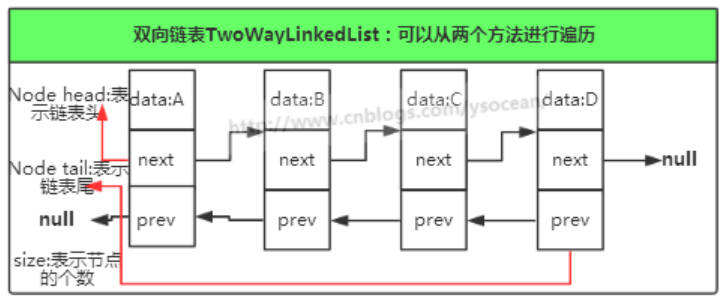 双向链表TwoWayLinkedList：可以从两个方法进行遍历
Node head:表
示链表头
data:A
data:B
data:C
data:D
http://www.cnblogs.com/ysocean/
next
next
next
next
null
Node tail:表示
链表尾
null
prev
prev
prev
prev
size:表示节点
的个数